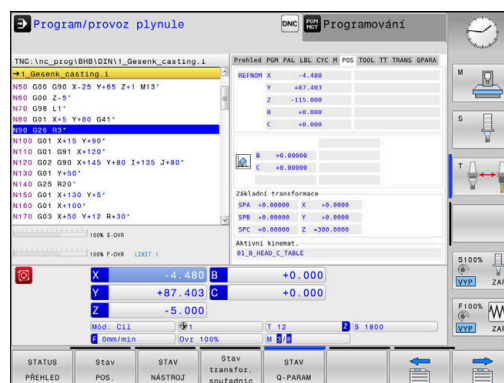 Program/provoz plynule
DNC
PGM MGT
Programování
TNC:\nc_prog\BHB\DIN\1_Gesenk_casting.i
→1_Gesenk_casting.i
N50 G00 G90 X-25 Y+65 Z+1 M13*
N60 G00 Z-5*
N70 G98 L1*
N80 G01 X+5 Y+80 G41*
N90 G26 R3*
N100 G01 X+15 Y+90*
N110 G01 G91 X+120*
N120 G02 G90 X+145 Y+80 I+135 J+80*
N130 G01 Y+50*
N140 G25 R20*
N150 G01 X+130 Y+5*
N160 G01 X+100*
N170 G03 X+50 Y+12 R+30*
100% S-OVR
100% F-OVR LIMIT !
Přehled PGM PAL LBL CYC M POS TOOL TT TRANS QPARA
REFNOM X -4.480
Y +87.403
Z -115.000
B +0.000
C +0.000
B +0.00000
C +0.00000
Základní transformace
SPA +0.00000 X +0.0000
SPB +0.00000 Y +0.0000
SPC +0.00000 Z +300.0000
Aktivní kinemat.
01_B_HEAD_C_TABLE
X -4.480 B +0.000
Y +87.403 C +0.000
Z -5.000
Mód: Cíl 1 T 12 Z S 1800
F 0mm/min Ovr 100% M
M
S
T
S100%
VYP ZAP
F100%
VYP ZAP
STATUS PŘEHLED
Stav POS.
STAV NÁSTROJ
Stav transfor. souřadnic
STAV Q-PARAM